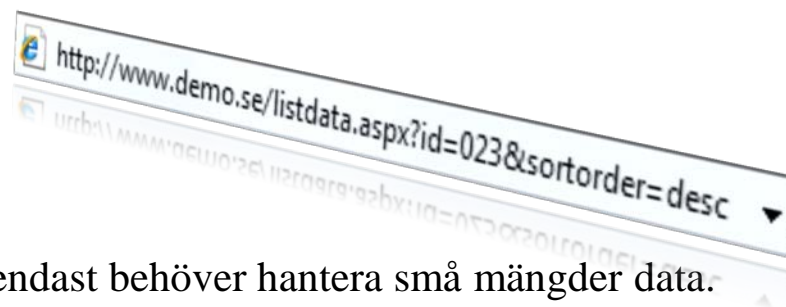 http://www.demo.se/listdata.aspx?id=023&sortorder=desc
endast behöver hantera små mängder data.